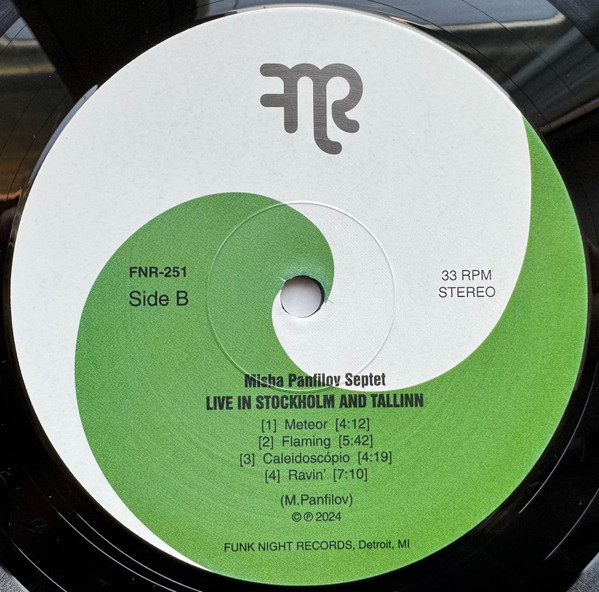 FNR
FNR-251
Side B
33 RPM
STEREO
Misha Panfilov Septet
LIVE IN STOCKHOLM AND TALLINN
[1] Meteor [4:12]
[2] Flaming [5:42]
[3] Caleidoscópio [4:19]
[4] Ravin' [7:10]
(M.Panfilov)
© ℗ 2024
FUNK NIGHT RECORDS, Detroit, MI